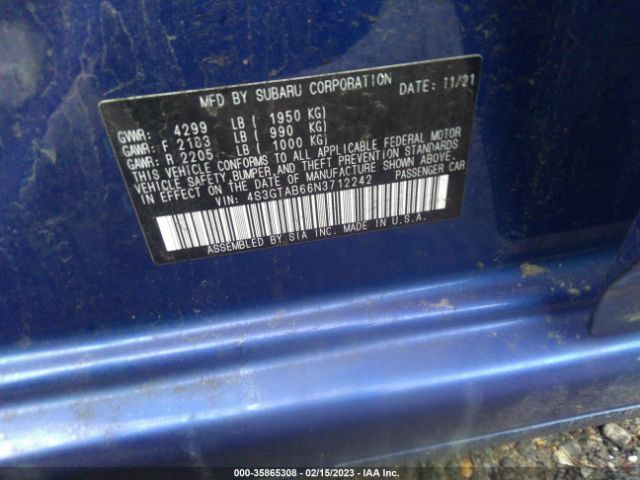 MFD BY SUBARU CORPORATION DATE: 11/21
GVWR: 4299 LB ( 1950 KG)
GAWR: F 2183 LB ( 990 KG)
GAWR: R 2205 LB ( 1000 KG)
THIS VEHICLE CONFORMS TO ALL APPLICABLE FEDERAL MOTOR
VEHICLE SAFETY, BUMPER, AND THEFT PREVENTION STANDARDS
IN EFFECT ON THE DATE OF MANUFACTURE SHOWN ABOVE.
VIN: 4S3GTAB66N3712242 PASSENGER CAR
ASSEMBLED BY SIA INC. MADE IN U.S.A.
000-35865308 - 02/15/2023 - IAA Inc.